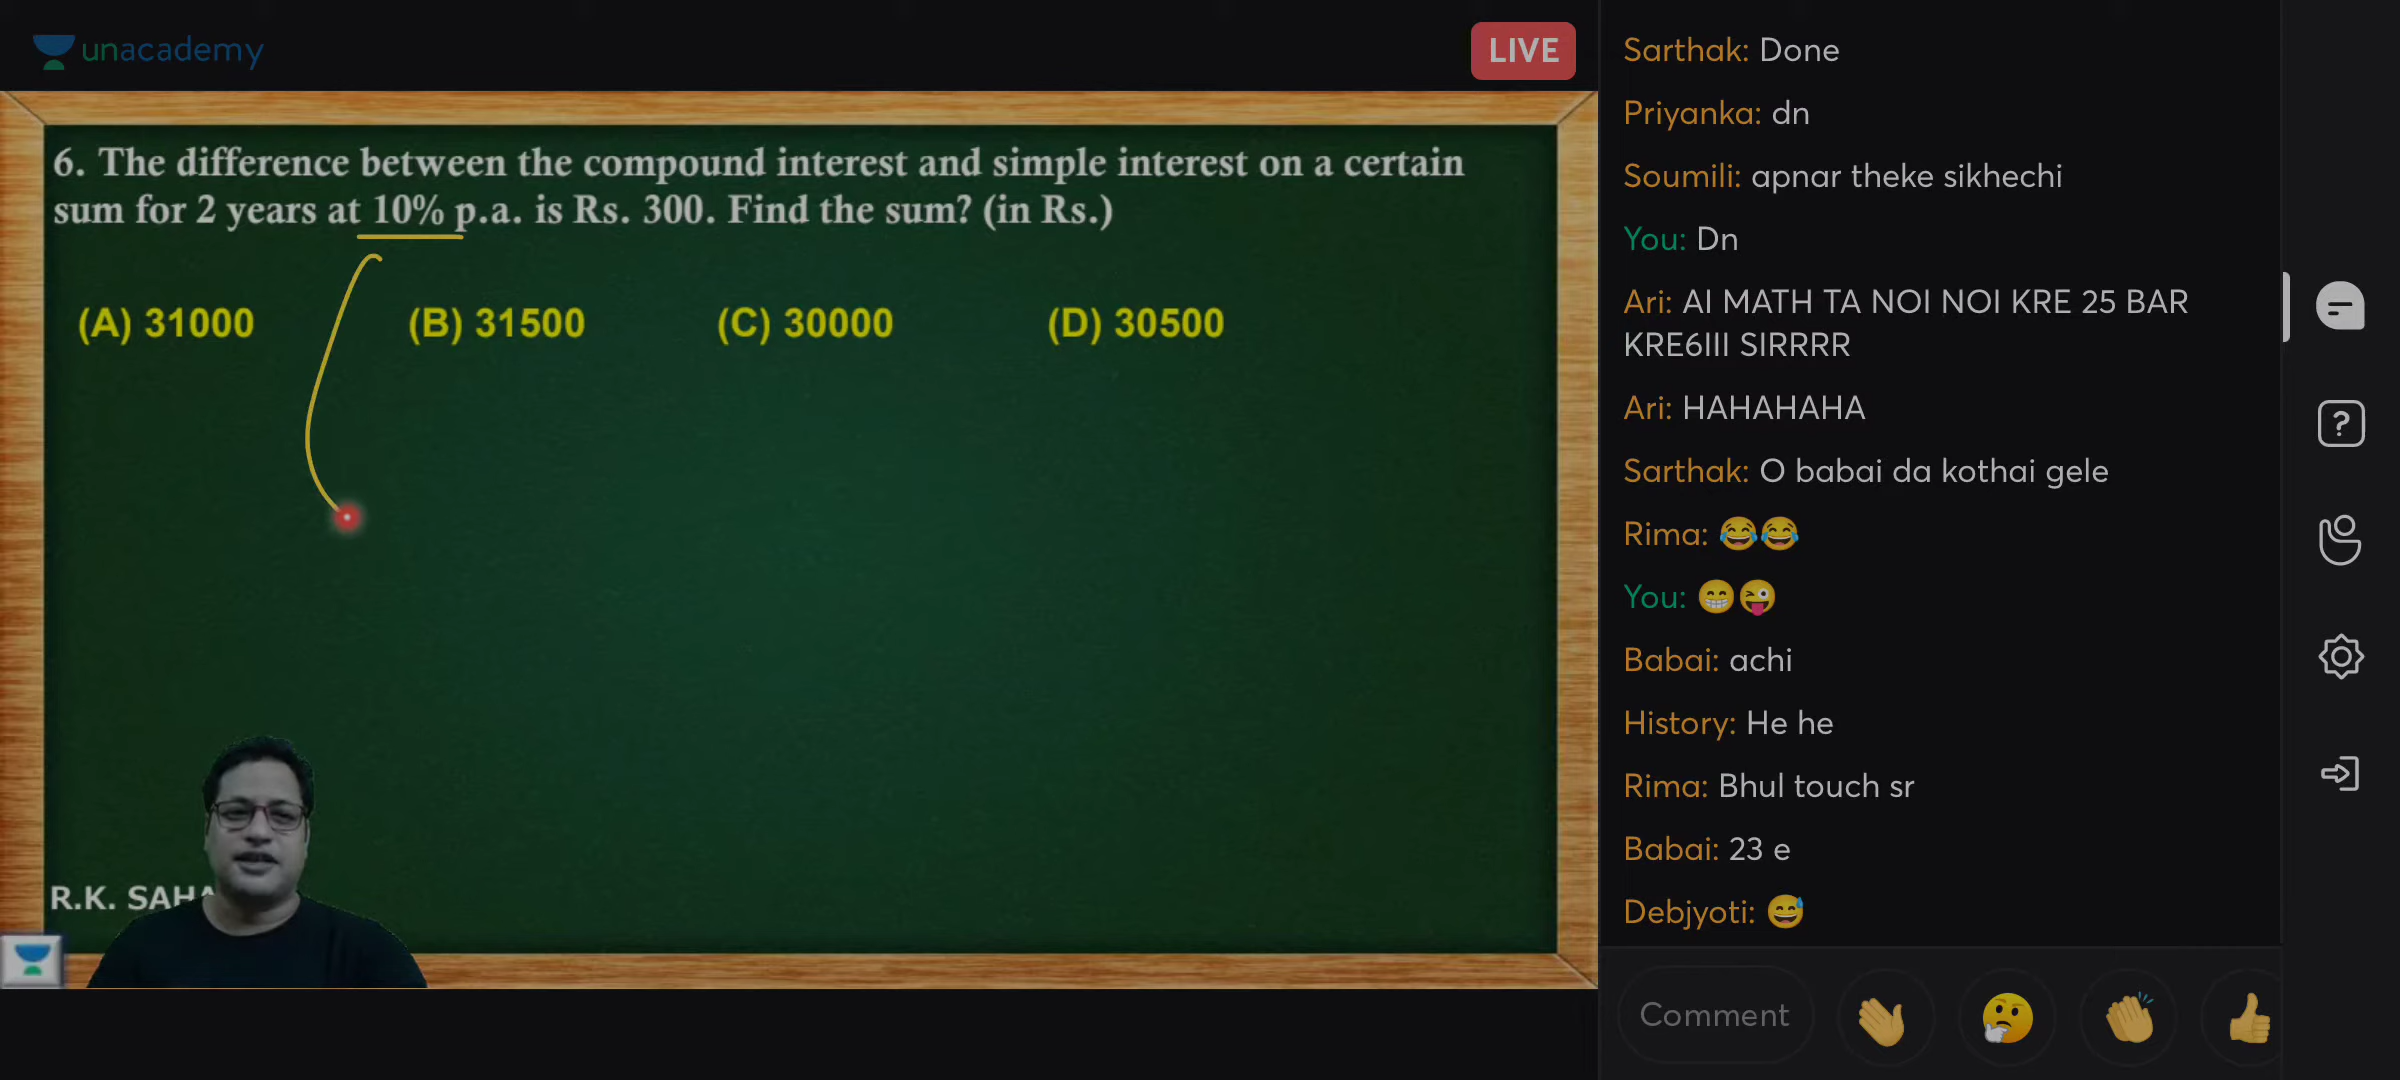 unacademy
LIVE
6. The difference between the compound interest and simple interest on a certain
sum for 2 years at 10% p.a. is Rs. 300. Find the sum? (in Rs.)
(A) 31000 (B) 31500 (C) 30000 (D) 30500
R.K. SAHA
Sarthak: Done
Priyanka: dn
Soumili: apnar theke sikhechi
You: Dn
Ari: AI MATH TA NOI NOI KRE 25 BAR
KRE6III SIRRRR
Ari: HAHAHAHA
Sarthak: O babai da kothai gele
Rima: 😂😂
You: 😁😜
Babai: achi
History: He he
Rima: Bhul touch sr
Babai: 23 e
Debjyoti: 😅
Comment